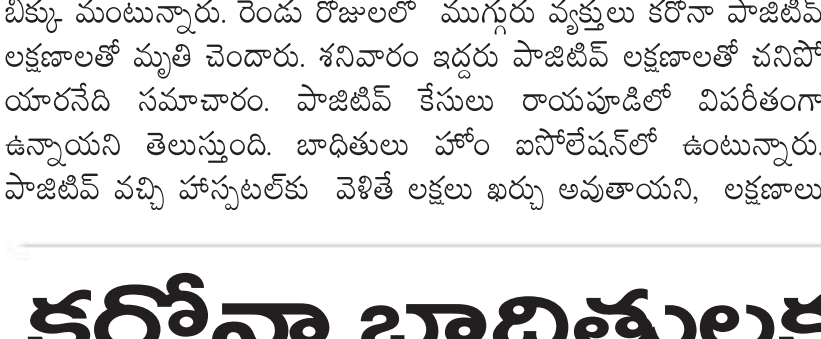 బిక్కు మంటున్నారు. రెండు రోజులలో ముగ్గురు వ్యక్తులు కరోనా పాజిటివ్
లక్షణాలతో మృతి చెందారు. శనివారం ఇద్దరు పాజిటివ్ లక్షణాలతో చనిపో
యారనేది సమాచారం. పాజిటివ్ కేసులు రాయపూడిలో విపరీతంగా
ఉన్నాయని తెలుస్తుంది. బాధితులు హోం ఐసోలేషన్‌లో ఉంటున్నారు.
పాజిటివ్ వచ్చి హాస్పటల్‌కు వెళితే లక్షలు ఖర్చు అవుతాయని, లక్షణాలు
కరోనా బాధితులక